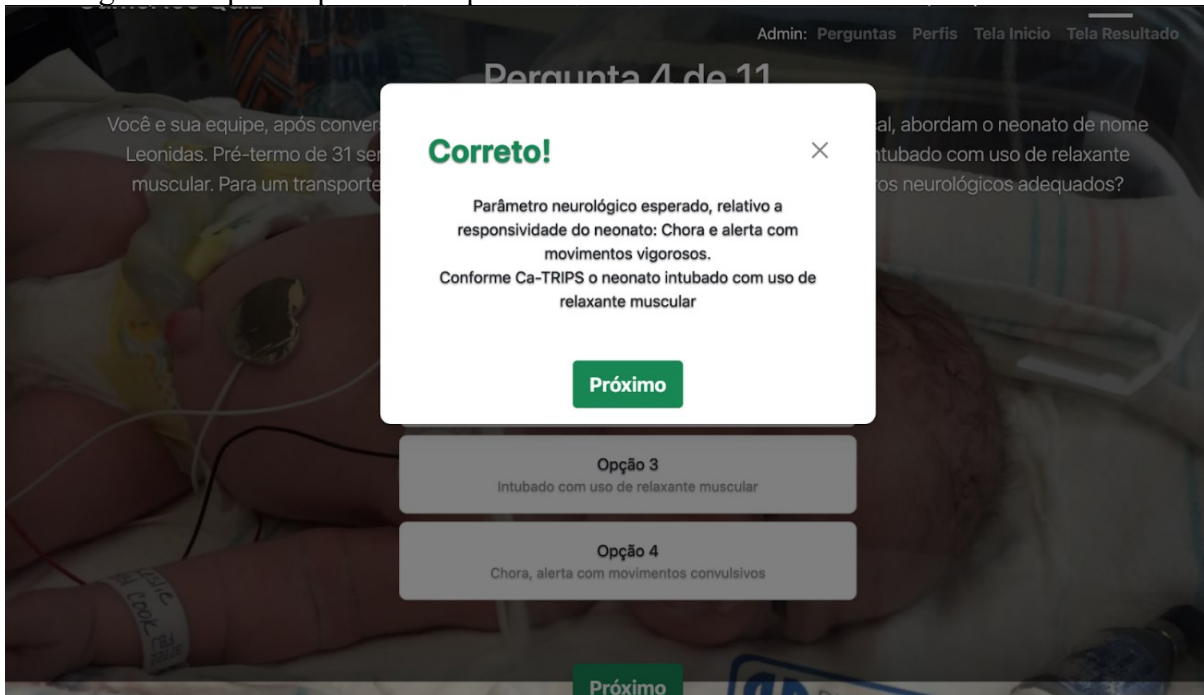 Admin: Perguntas Perfis Tela Inicio Tela Resultado
Pergunta 4 de 11
Você e sua equipe, após conver al, abordam o neonato de nome
Leonidas. Pré-termo de 31 ser ntubado com uso de relaxante
muscular. Para um transporte os neurológicos adequados?
Correto!
Parâmetro neurológico esperado, relativo a
responsividade do neonato: Chora e alerta com
movimentos vigorosos.
Conforme Ca-TRIPS o neonato intubado com uso de
relaxante muscular
Próximo
Opção 3
Intubado com uso de relaxante muscular
Opção 4
Chora, alerta com movimentos convulsivos
COOK
Próximo